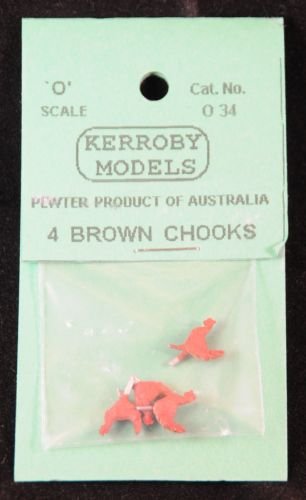 'O' Cat. No.
SCALE O 34
KERROBY
MODELS
PEWTER PRODUCT OF AUSTRALIA
4 BROWN CHOOKS